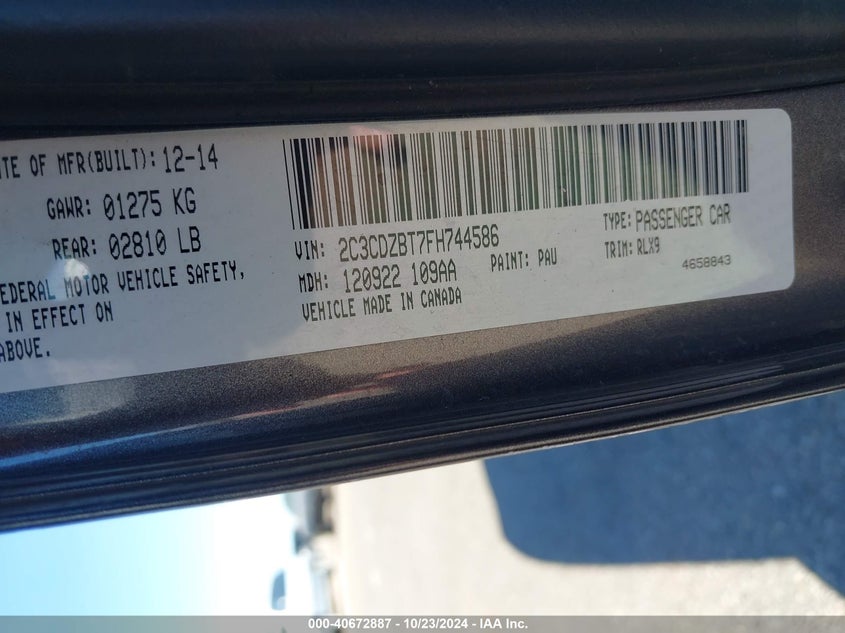 TE OF MFR(BUILT): 12-14
GAWR: 01275 KG
REAR: 02810 LB
EDERAL MOTOR VEHICLE SAFETY,
IN EFFECT ON
ABOVE.
VIN: 2C3CDZBT7FH744586
TYPE: PASSENGER CAR
MDH: 120922 109AA
PAINT: PAU
TRIM: RLX9
VEHICLE MADE IN CANADA
4658843
000-40672887 - 10/23/2024 - IAA Inc.